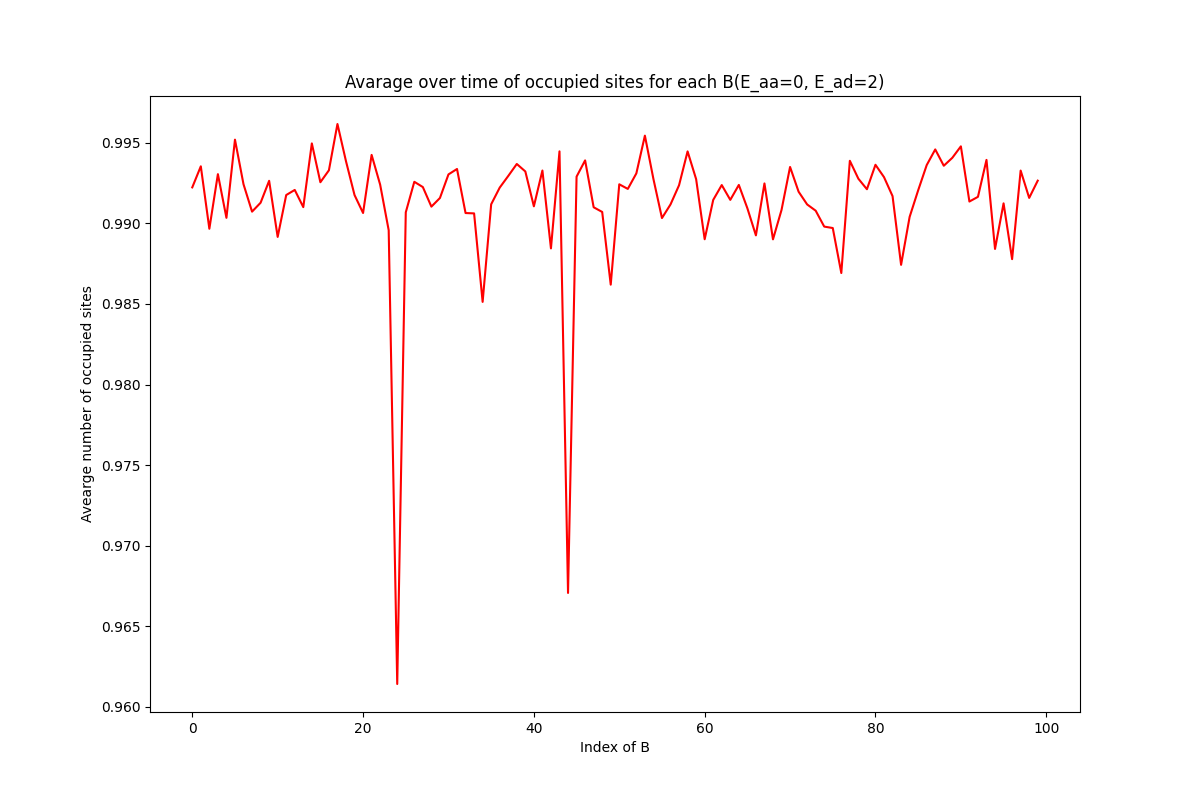 Avarage over time of occupied sites for each B(E_aa=0, E_ad=2)
0.995
0.990
0.985
0.980
0.975
0.970
0.965
0.960
Avearge number of occupied sites
0 20 40 60 80 100
Index of B